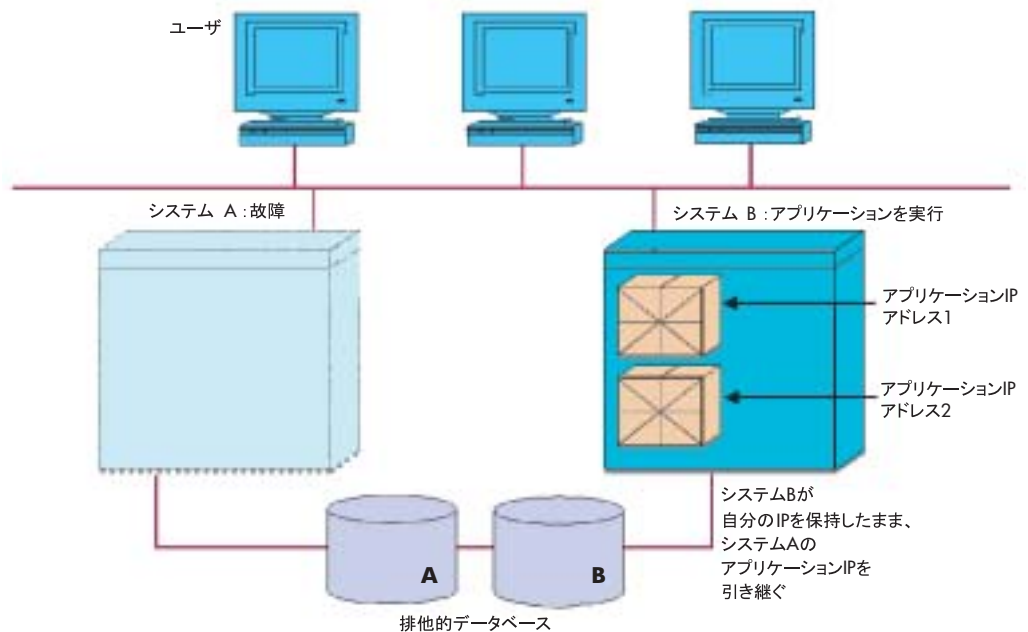 ユーザ
システム A：故障
システム B：アプリケーションを実行
アプリケーションIP
アドレス1
アプリケーションIP
アドレス2
システムBが
自分のIPを保持したまま、
システムAの
アプリケーションIPを
引き継ぐ
A
B
排他的データベース